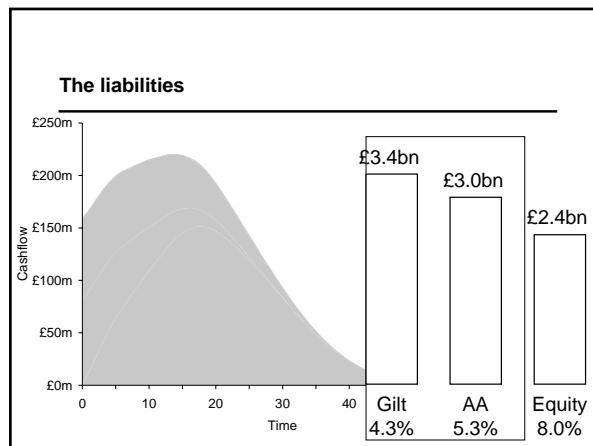 The liabilities
£250m
£200m
£150m
£100m
£50m
£0m
Cashflow
0 10 20 30 40
Time
£3.4bn
£3.0bn
£2.4bn
Gilt AA Equity
4.3% 5.3% 8.0%